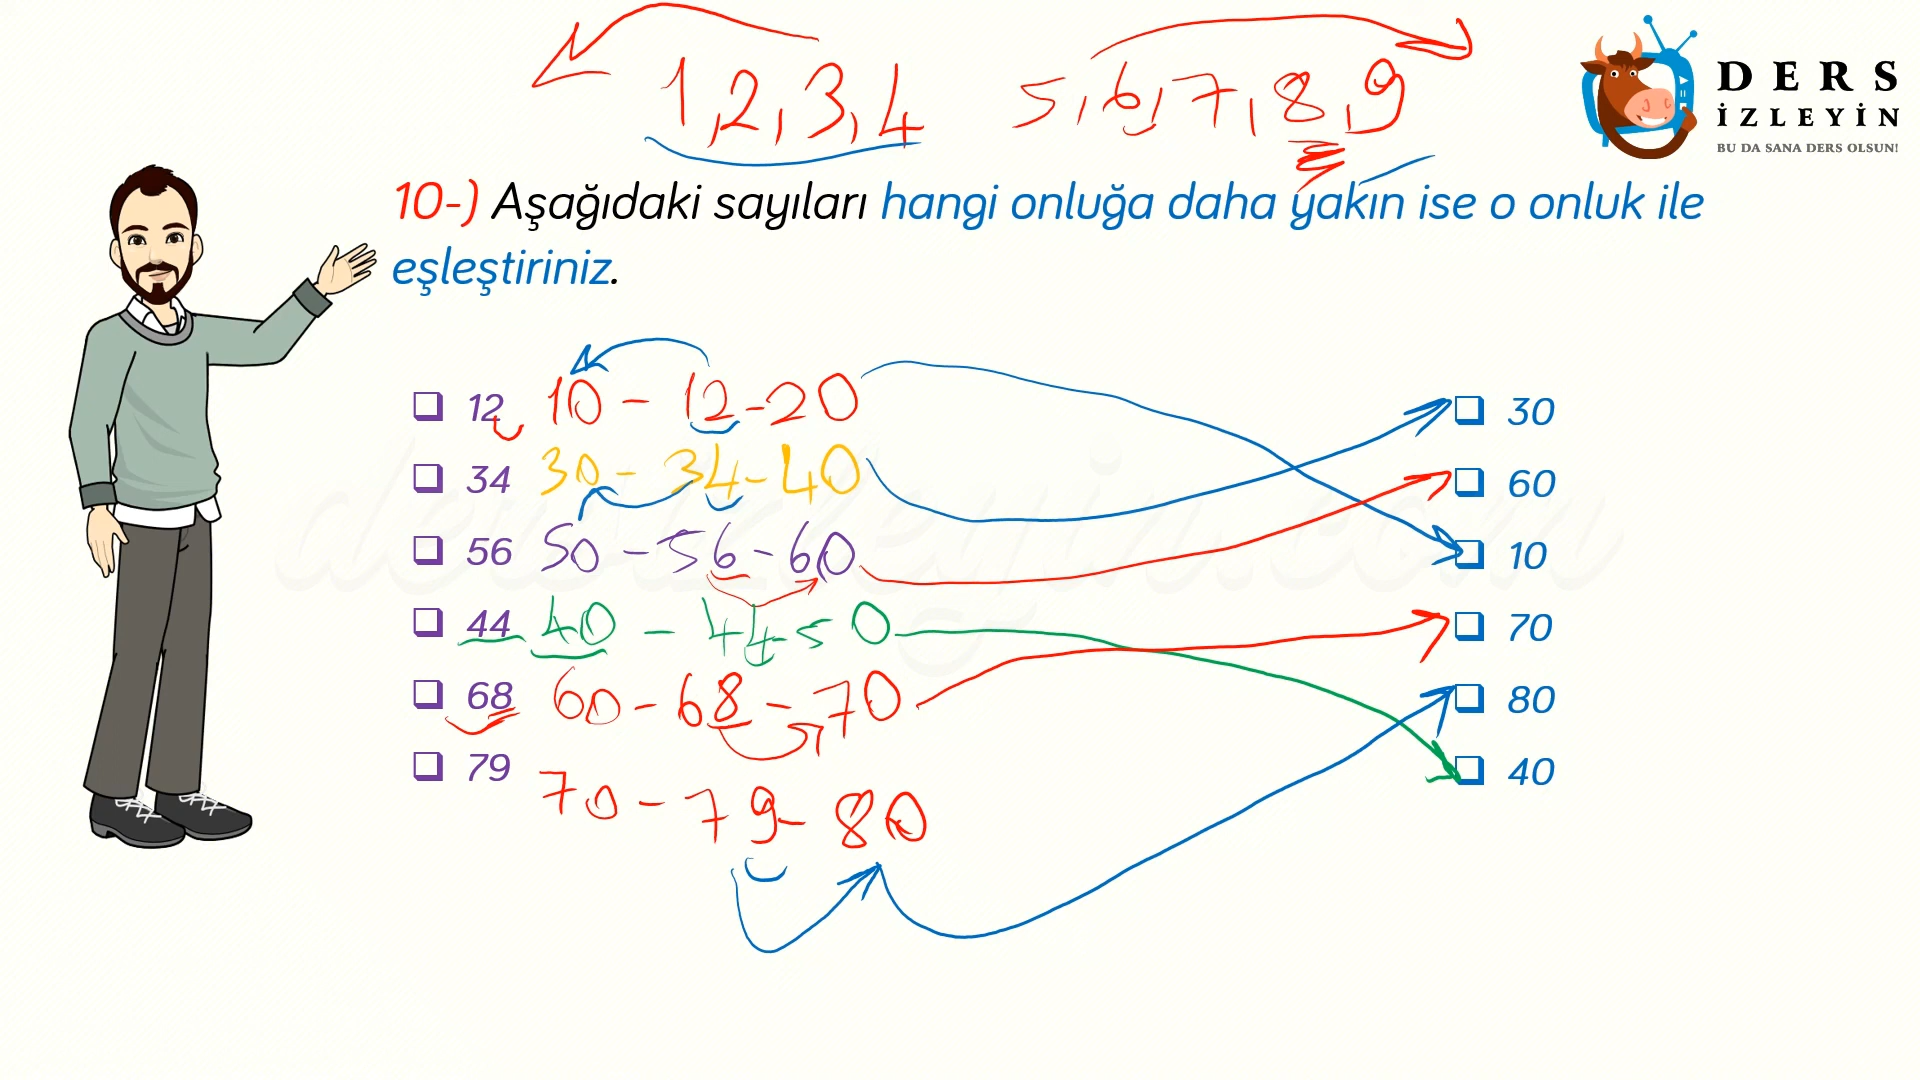 1, 2, 3, 4 5, 6, 7, 8, 9
DERS
İZLEYİN
BU DA SANA DERS OLSUN!
10-) Aşağıdaki sayıları hangi onluğa daha yakın ise o onluk ile
eşleştiriniz.
12 10 - 12 - 20 30
34 30 - 34 - 40 60
56 50 - 56 - 60 10
44 40 - 44 - 50 70
68 60 - 68 - 70 80
79 70 - 79 - 80 40
dersizleyin.com